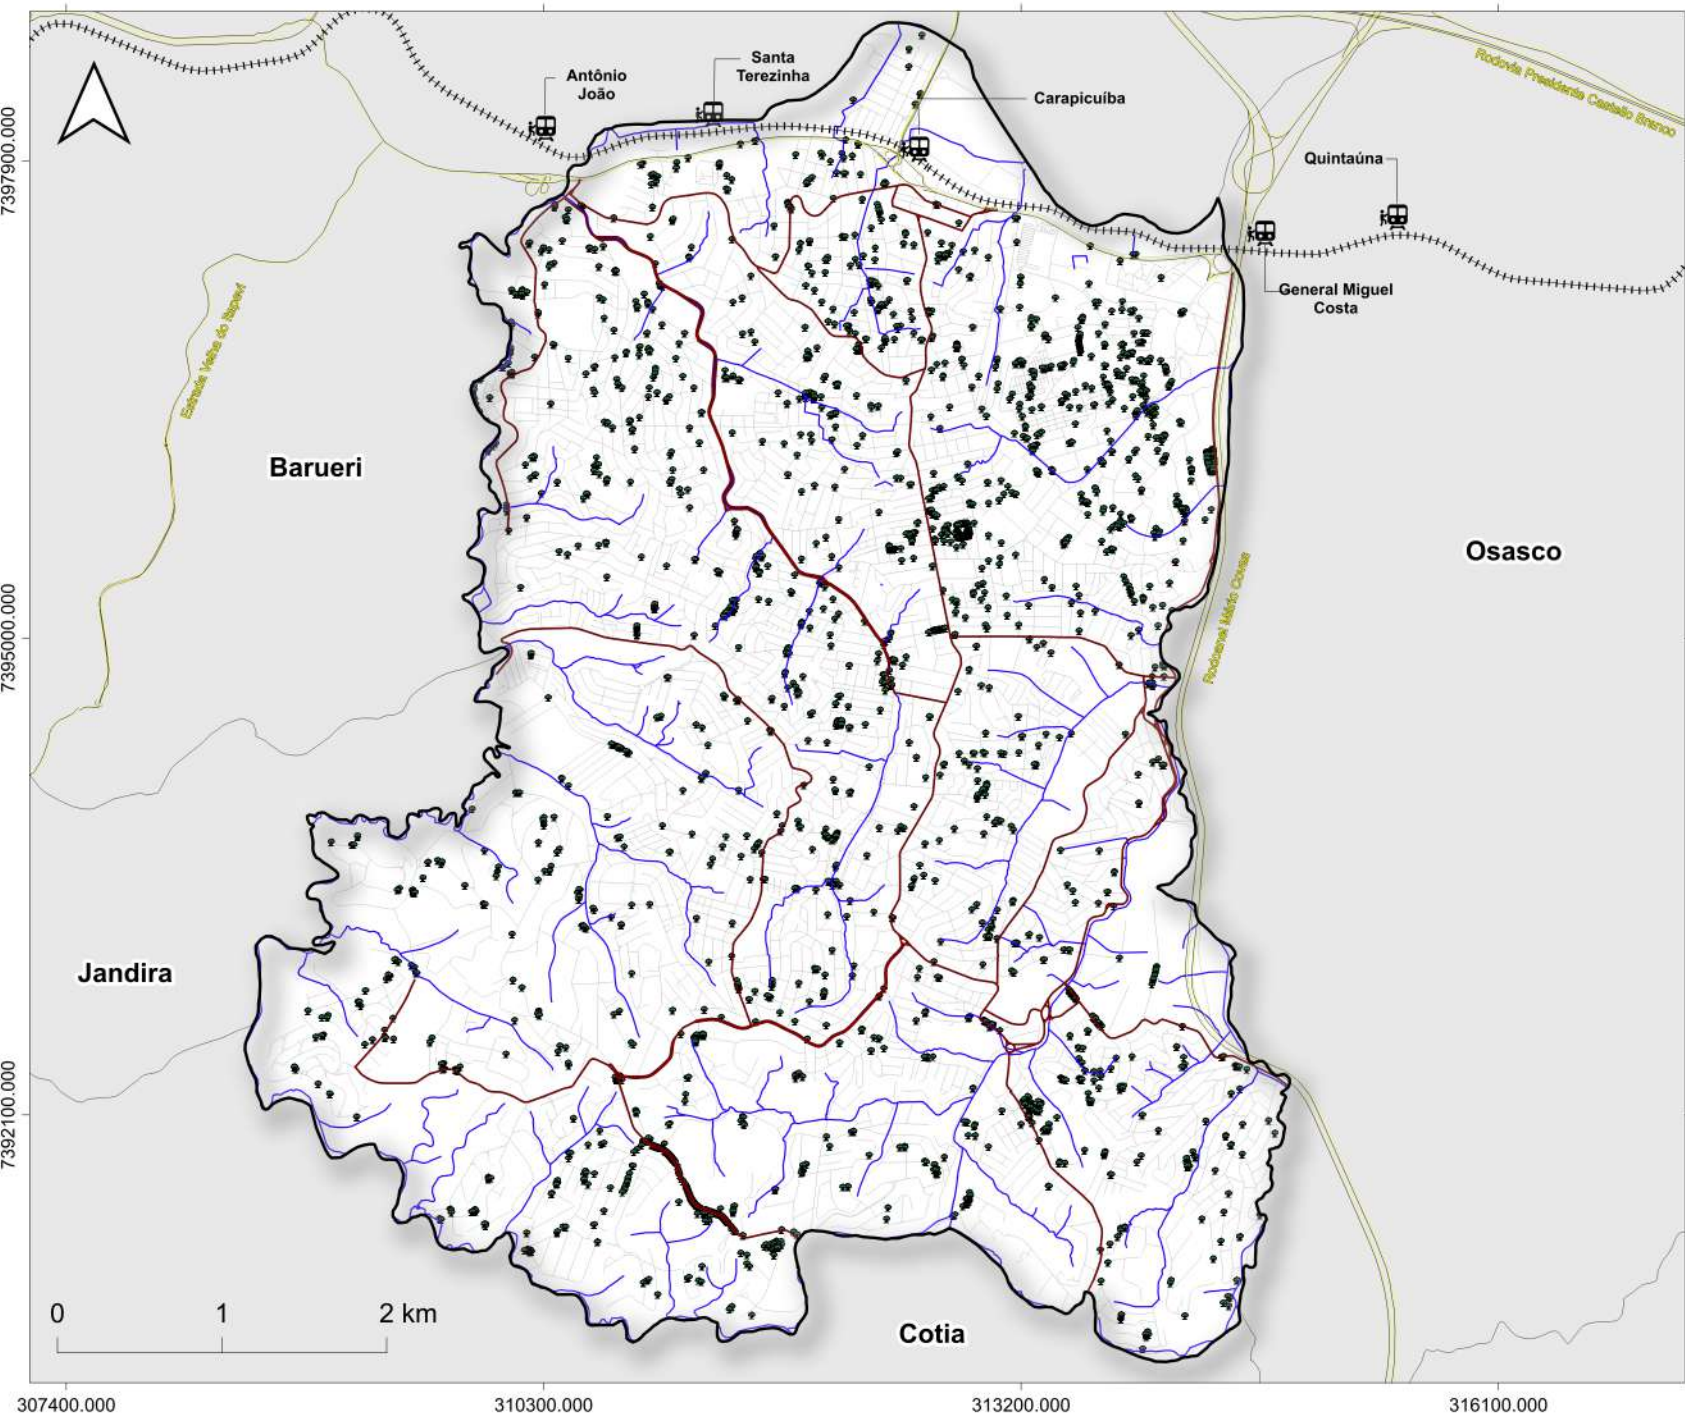 Rodovia Presidente Castello Branco
Santa
Terezinha
Antônio
João
Carapicuíba
Quintaúna
General Miguel
Costa
Estrada Velha do Itapevi
Barueri
Osasco
Rodoanel Mário Covas
Jandira
Cotia
0 1 2 km
7397900.000
7395000.000
7392100.000
307400.000 310300.000 313200.000 316100.000